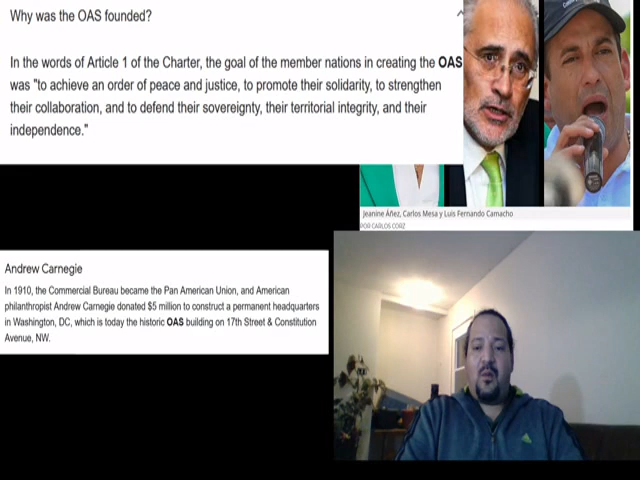 Why was the OAS founded?
In the words of Article 1 of the Charter, the goal of the member nations in creating the OAS
was "to achieve an order of peace and justice, to promote their solidarity, to strengthen
their collaboration, and to defend their sovereignty, their territorial integrity, and their
independence."
Jeanine Áñez, Carlos Mesa y Luis Fernando Camacho
POR CARLOS CORZ
Andrew Carnegie
In 1910, the Commercial Bureau became the Pan American Union, and American
philanthropist Andrew Carnegie donated $5 million to construct a permanent headquarters
in Washington, DC, which is today the historic OAS building on 17th Street & Constitution
Avenue, NW.